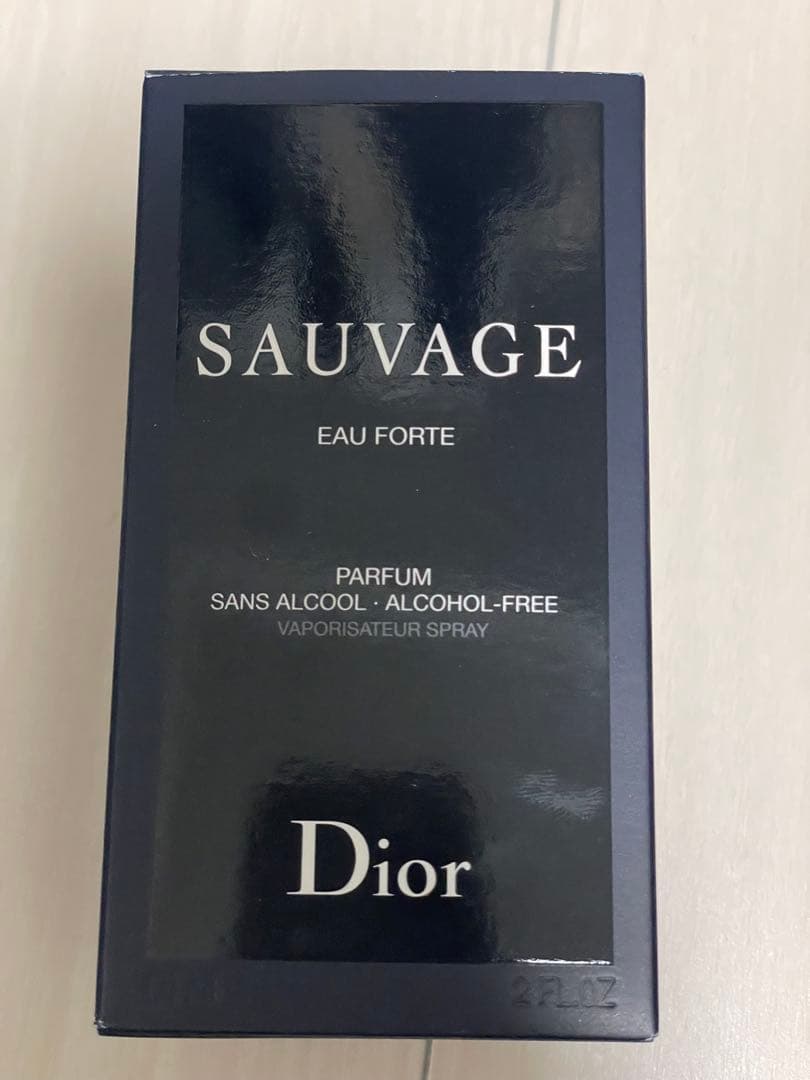 SAUVAGE
EAU FORTE
PARFUM
SANS ALCOOL · ALCOHOL-FREE
VAPORISATEUR SPRAY
Dior
2 FL.OZ